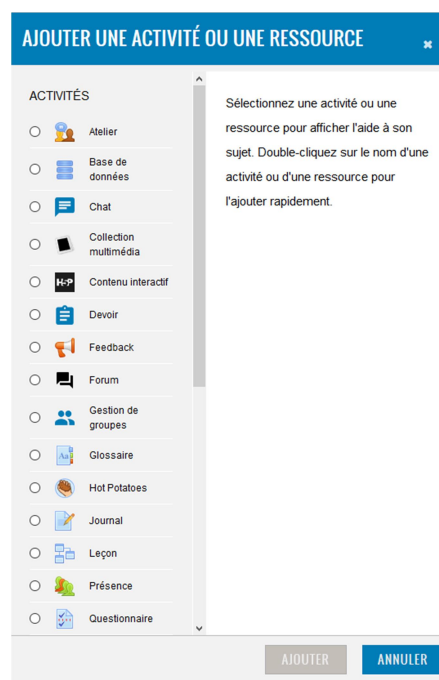 AJOUTER UNE ACTIVITÉ OU UNE RESSOURCE
ACTIVITÉS
Atelier
Base de
données
Chat
Collection
multimédia
H-P
Contenu interactif
Devoir
Feedback
Forum
Gestion de
groupes
Aa
Glossaire
Hot Potatoes
Journal
Leçon
Présence
Questionnaire
Sélectionnez une activité ou une
ressource pour afficher l'aide à son
sujet. Double-cliquez sur le nom d'une
activité ou d'une ressource pour
l'ajouter rapidement.
AJOUTER
ANNULER